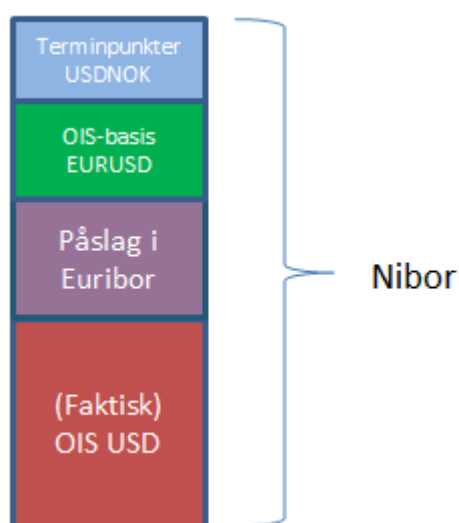 Terminpunkter
USDNOK
OIS-basis
EURUSD
Påslag i
Euribor
Nibor
(Faktisk)
OIS USD